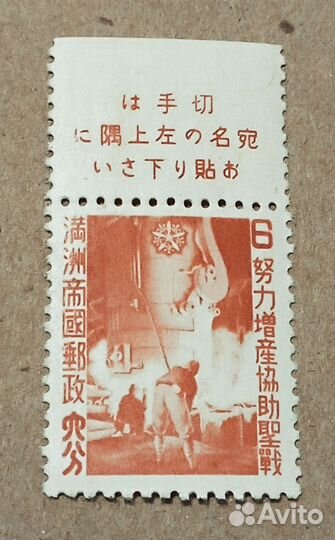 切手は
宛名の左上隅に
お貼り下さい
6
努力增產協助聖戰
滿洲帝國郵政
六分
Avito